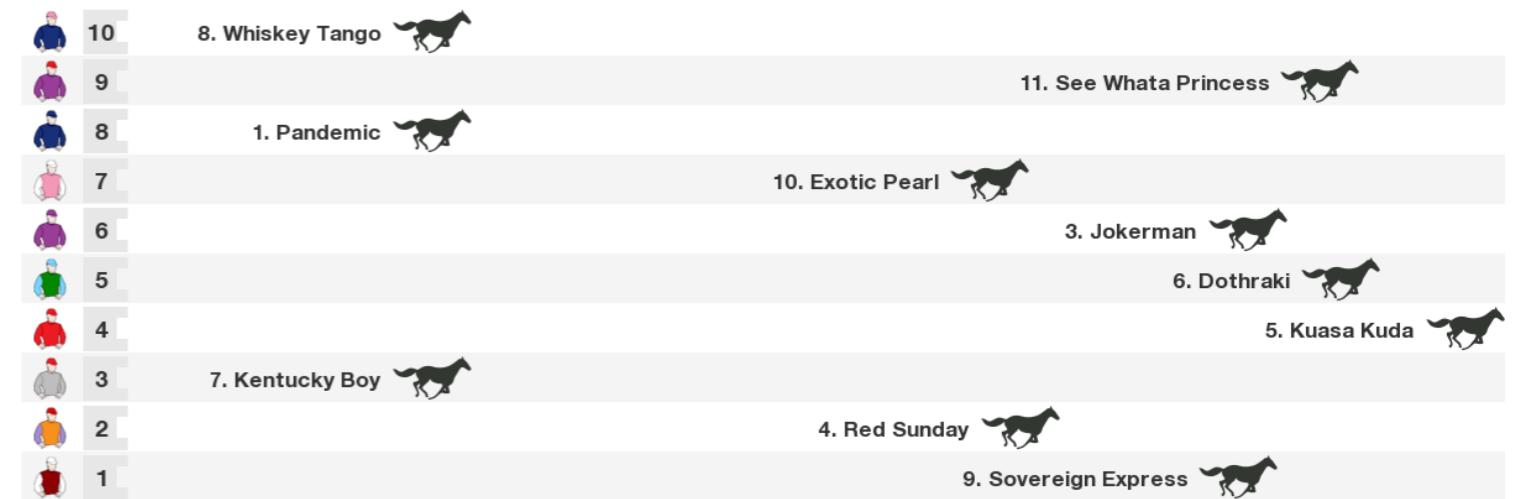 10 8. Whiskey Tango
9 11. See Whata Princess
8 1. Pandemic
7 10. Exotic Pearl
6 3. Jokerman
5 6. Dothraki
4 5. Kuasa Kuda
3 7. Kentucky Boy
2 4. Red Sunday
1 9. Sovereign Express